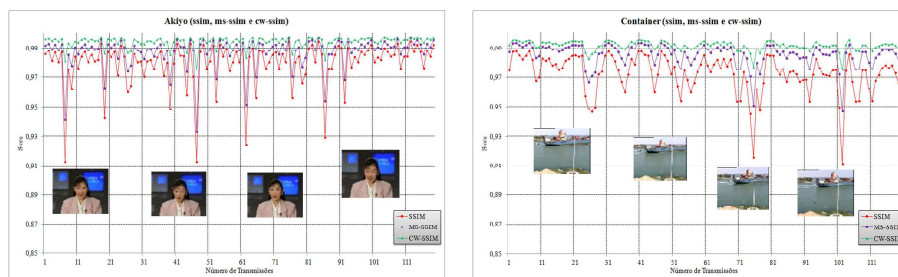 Akiyo (ssim, ms-ssim e cw-ssim)
0,99
0,97
0,95
0,93
0,91
0,89
0,87
0,85
Score
1 11 21 31 41 51 61 71 81 91 101 111
Número de Transmissões
SSIM
MS-SSIM
CW-SSIM
Container (ssim, ms-ssim e cw-ssim)
0,99
0,97
0,95
0,93
0,91
0,89
0,87
0,85
Score
1 11 21 31 41 51 61 71 81 91 101 111
Número de Transmissões
SSIM
MS-SSIM
CW-SSIM